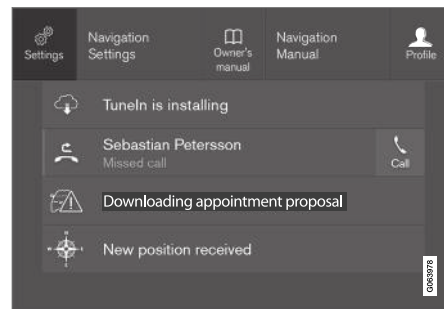 Settings
Navigation
Settings
Owner's
manual
Navigation
Manual
Profile
TuneIn is installing
Sebastian Petersson
Missed call
Call
Downloading appointment proposal
New position received
G063978